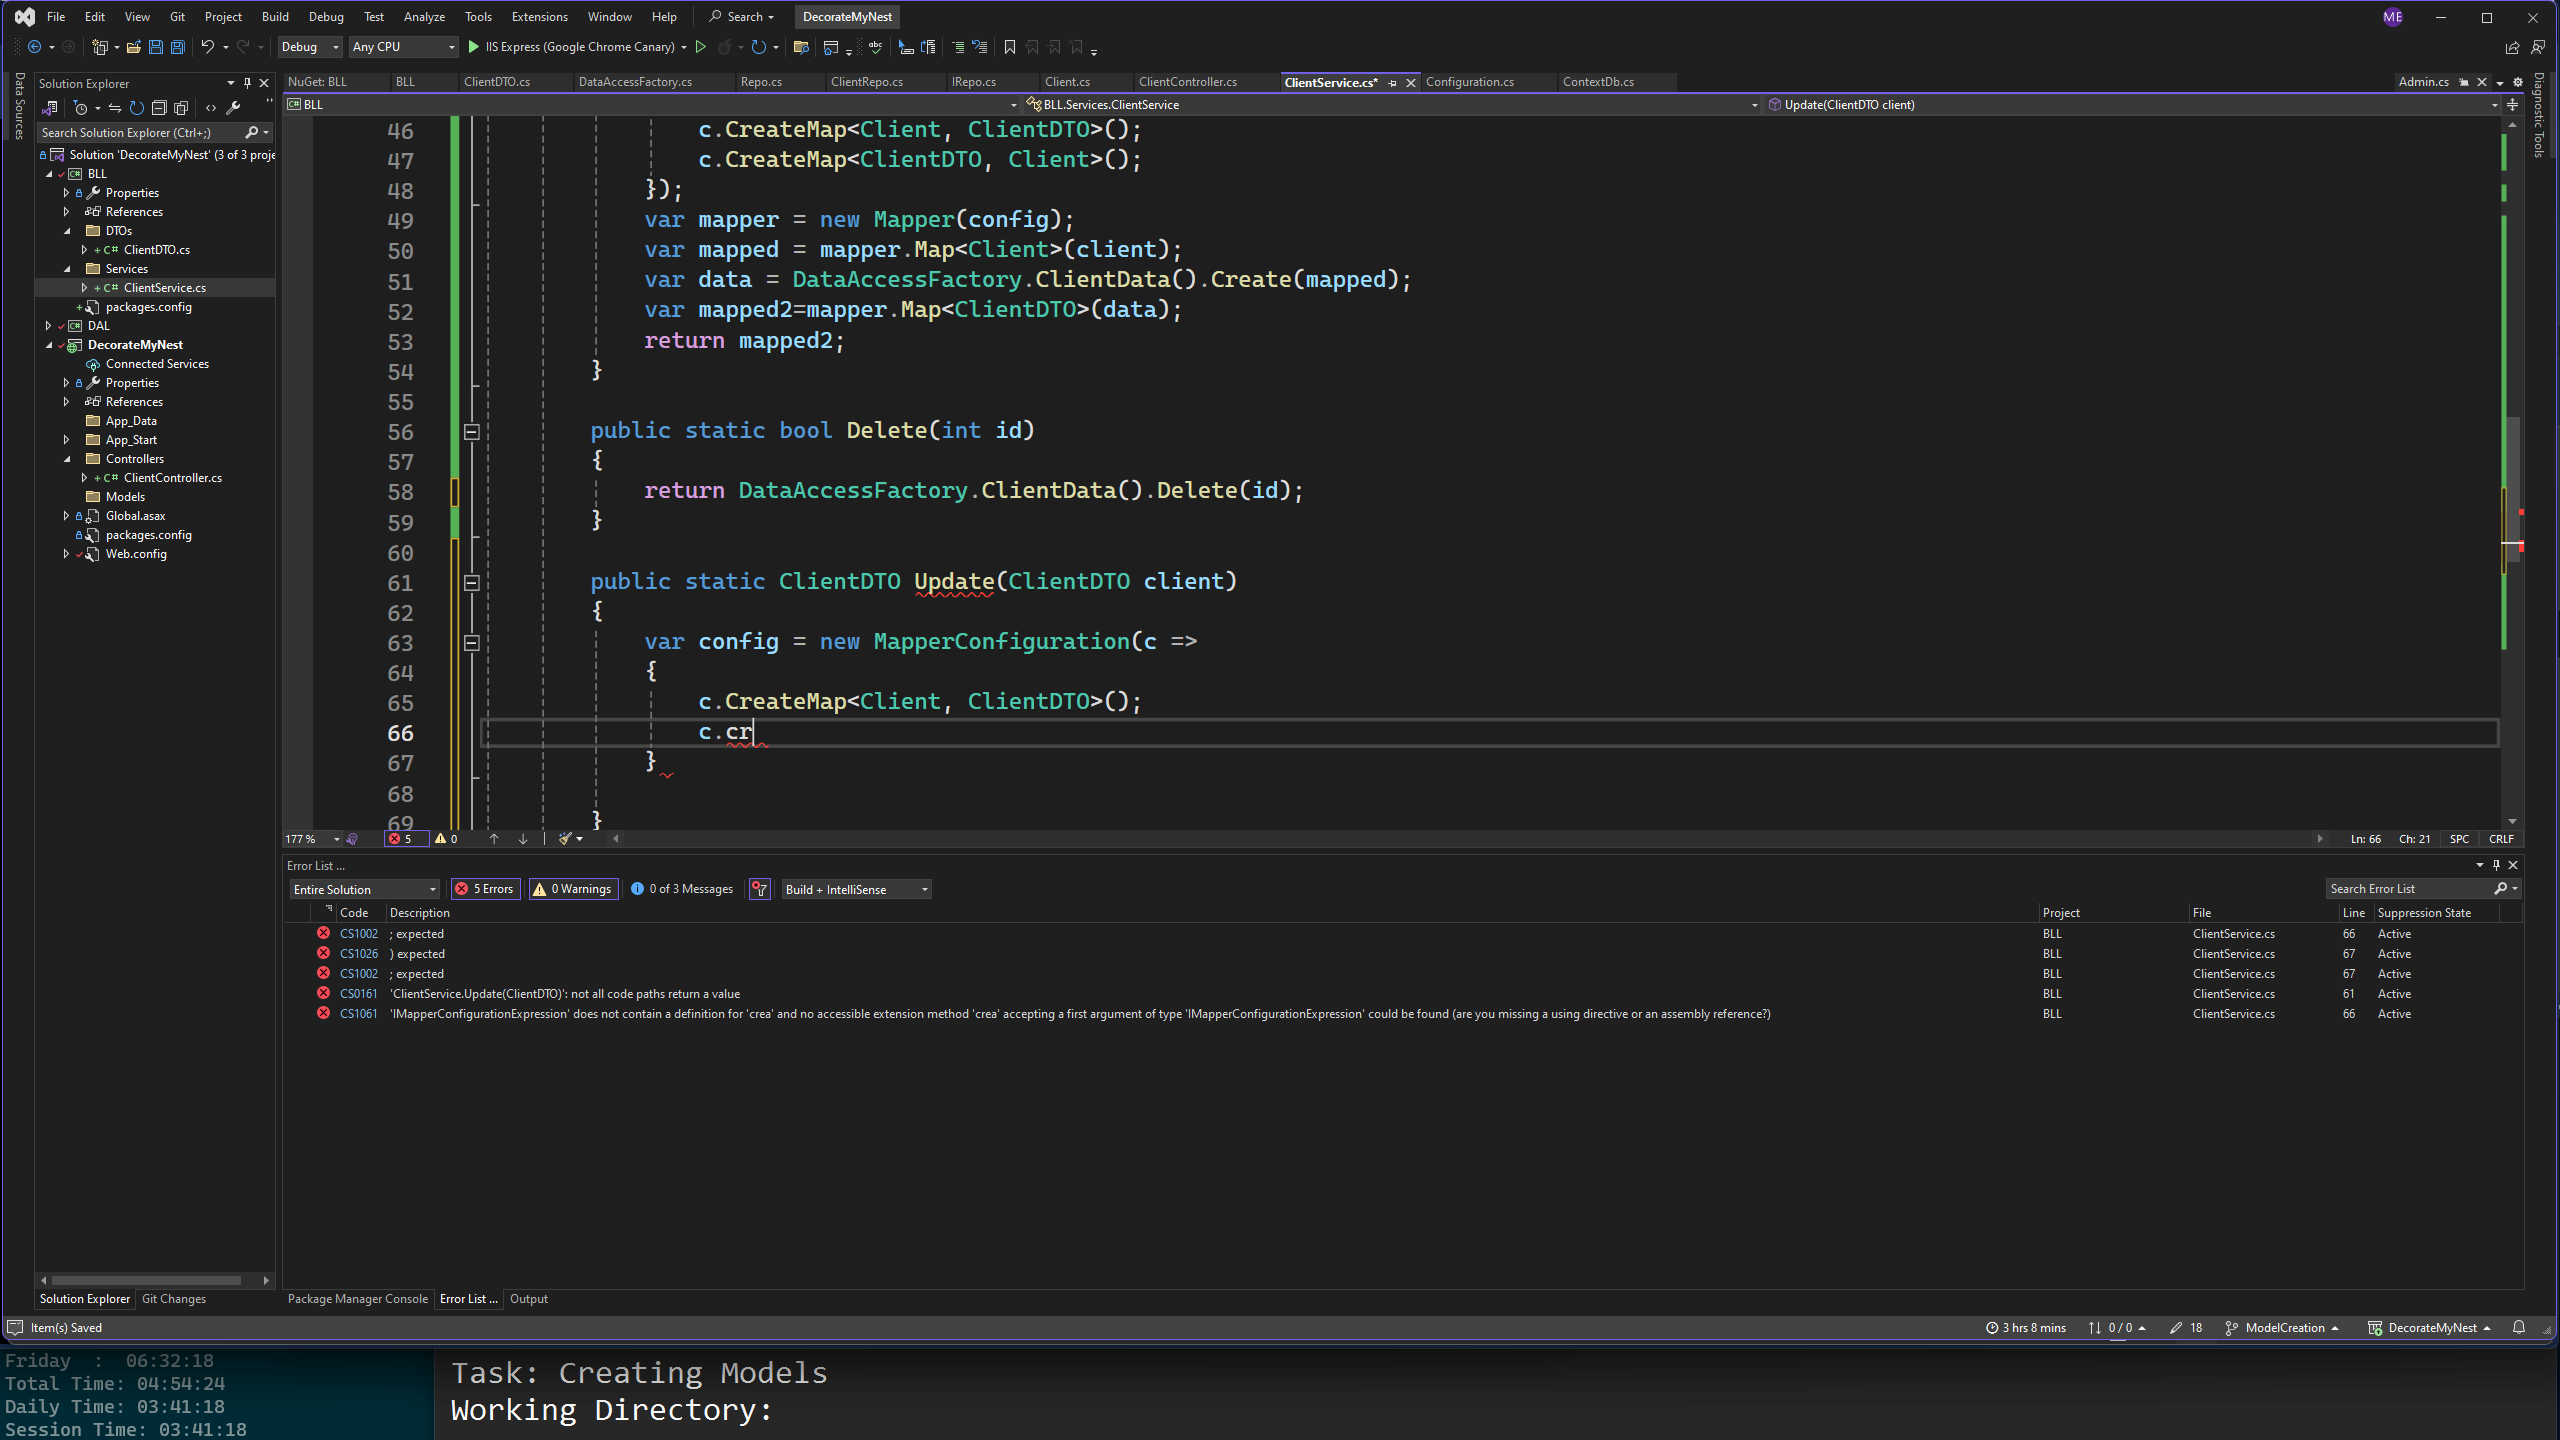 File Edit View Git Project Build Debug Test Analyze Tools Extensions Window Help Search DecorateMyNest ME
Debug Any CPU IIS Express (Google Chrome Canary)
Data Sources
Solution Explorer
Search Solution Explorer (Ctrl+;)
Solution 'DecorateMyNest' (3 of 3 proje
BLL
Properties
References
DTOs
C# ClientDTO.cs
Services
C# ClientService.cs
packages.config
DAL
DecorateMyNest
Connected Services
Properties
References
App_Data
App_Start
Controllers
C# ClientController.cs
Models
Global.asax
packages.config
Web.config
Solution Explorer Git Changes
NuGet: BLL BLL ClientDTO.cs DataAccessFactory.cs Repo.cs ClientRepo.cs IRepo.cs Client.cs ClientController.cs ClientService.cs* Configuration.cs ContextDb.cs Admin.cs
Diagnostic Tools
BLL BLL.Services.ClientService Update(ClientDTO client)
46 c.CreateMap<Client, ClientDTO>();
47 c.CreateMap<ClientDTO, Client>();
48 });
49 var mapper = new Mapper(config);
50 var mapped = mapper.Map<Client>(client);
51 var data = DataAccessFactory.ClientData().Create(mapped);
52 var mapped2=mapper.Map<ClientDTO>(data);
53 return mapped2;
54 }
55
56 public static bool Delete(int id)
57 {
58 return DataAccessFactory.ClientData().Delete(id);
59 }
60
61 public static ClientDTO Update(ClientDTO client)
62 {
63 var config = new MapperConfiguration(c =>
64 {
65 c.CreateMap<Client, ClientDTO>();
66 c.cr
67 }
68
69 }
177 % 5 0 Ln: 66 Ch: 21 SPC CRLF
Error List ...
Entire Solution 5 Errors 0 Warnings 0 of 3 Messages Build + IntelliSense Search Error List
Code Description Project File Line Suppression State
CS1002 ; expected BLL ClientService.cs 66 Active
CS1026 ) expected BLL ClientService.cs 67 Active
CS1002 ; expected BLL ClientService.cs 67 Active
CS0161 'ClientService.Update(ClientDTO)': not all code paths return a value BLL ClientService.cs 61 Active
CS1061 'IMapperConfigurationExpression' does not contain a definition for 'crea' and no accessible extension method 'crea' accepting a first argument of type 'IMapperConfigurationExpression' could be found (are you missing a using directive or an assembly reference?) BLL ClientService.cs 66 Active
Package Manager Console Error List ... Output
Item(s) Saved 3 hrs 8 mins 0 / 0 18 ModelCreation DecorateMyNest
Friday : 06:32:18
Total Time: 04:54:24
Daily Time: 03:41:18
Session Time: 03:41:18
Task: Creating Models
Working Directory: